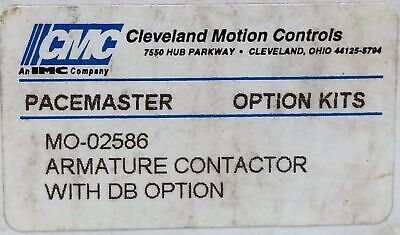 CMC
An IMC Company
Cleveland Motion Controls
7550 HUB PARKWAY • CLEVELAND, OHIO 44125-5794
PACEMASTER OPTION KITS
MO-02586
ARMATURE CONTACTOR
WITH DB OPTION